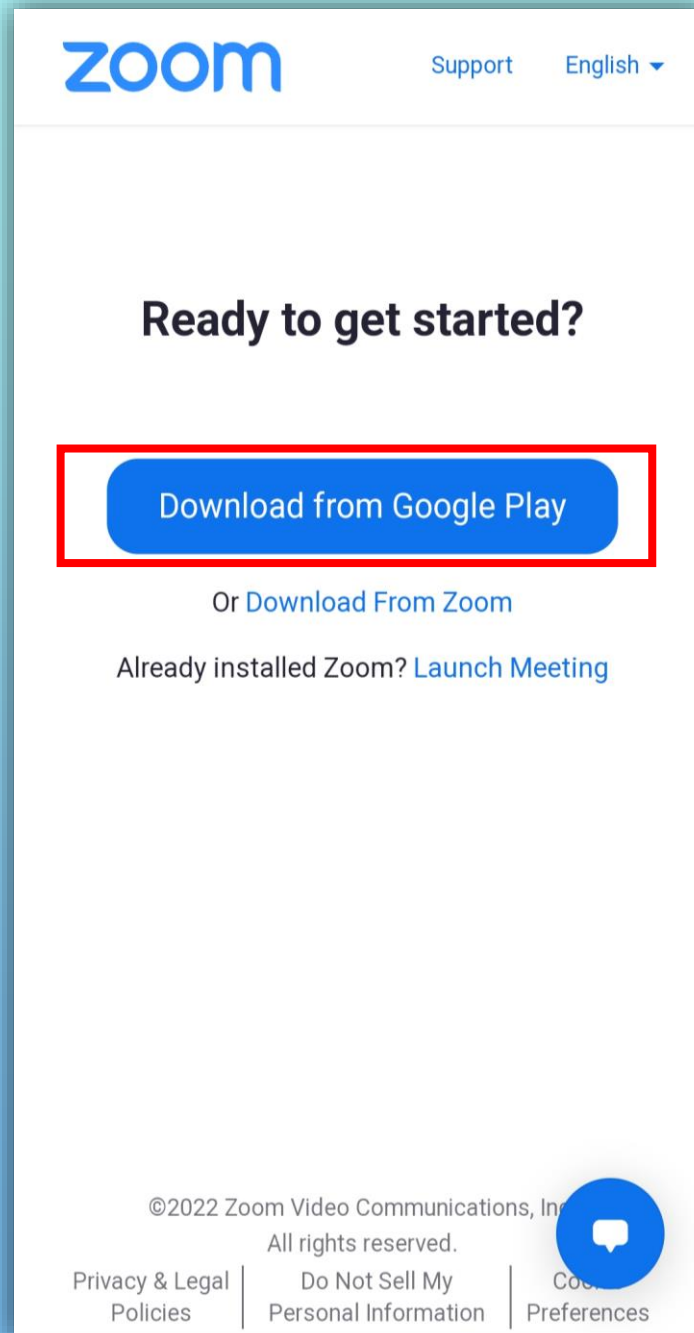 zoom
Support English
Ready to get started?
Download from Google Play
Or Download From Zoom
Already installed Zoom? Launch Meeting
©2022 Zoom Video Communications,
All rights reserved.
Privacy & Legal Policies
Do Not Sell My Personal Information
Preferences